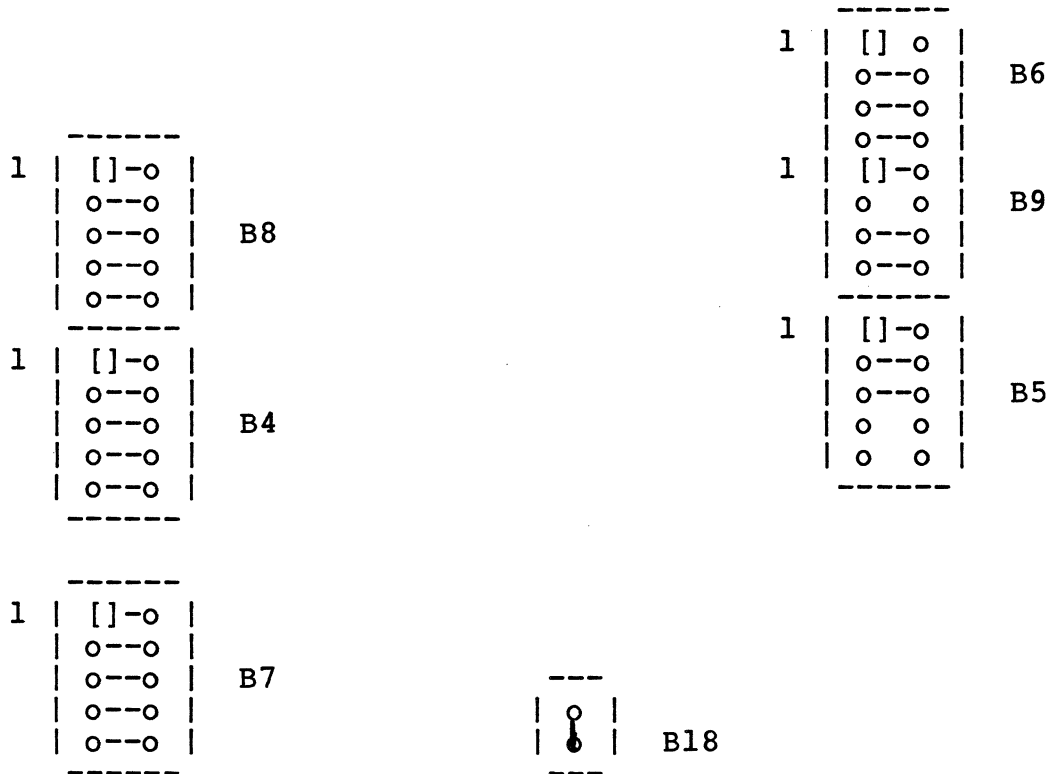 ------
                                                1  | [] o |
                                                   | o--o |  B6
                                                   | o--o |
    ------                                         | o--o |
1  | []-o |                                     1  | []-o |
   | o--o |                                        | o  o |  B9
   | o--o |  B8                                    | o--o |
   | o--o |                                        | o--o |
   | o--o |                                         ------
    ------                                      1  | []-o |
1  | []-o |                                        | o--o |
   | o--o |                                        | o--o |  B5
   | o--o |  B4                                    | o  o |
   | o--o |                                        | o  o |
   | o--o |                                         ------
    ------
    ------
1  | []-o |
   | o--o |
   | o--o |  B7                   ---
   | o--o |                      | o |
   | o--o |                      | o |  B18
    ------                        ---